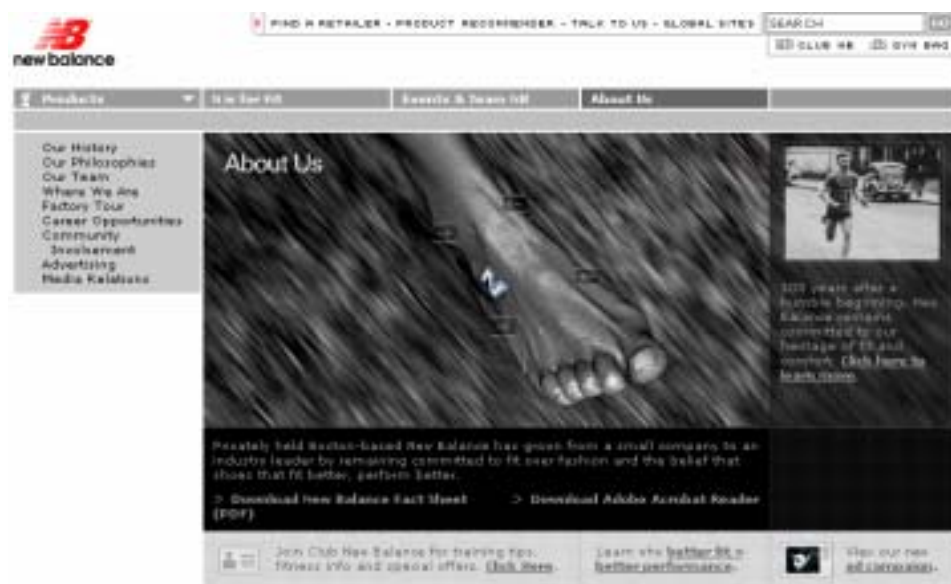 NB
new balance
FIND A RETAILER - PRODUCT RECOMMENDER - TALK TO US - GLOBAL SITES
SEARCH GO
CLUB NB GYM BAG
Products
N is for Fit
Events & Team NB
About Us
Our History
Our Philosophies
Our Team
Where We Are
Factory Tour
Career Opportunities
Community
Involvement
Advertising
Media Relations
About Us
years after a
humble beginning, New
Balance remains
committed to our
heritage of fit and
comfort. Click here to
learn more.
Privately held Boston-based New Balance has grown from a small company to an
industry leader by remaining committed to fit over fashion and the belief that
shoes that fit better, perform better.
> Download New Balance Fact Sheet
(PDF)
> Download Adobe Acrobat Reader
Join Club New Balance for training tips,
fitness info and special offers. Click Here.
Learn why better fit =
better performance.
View our new
ad campaign.